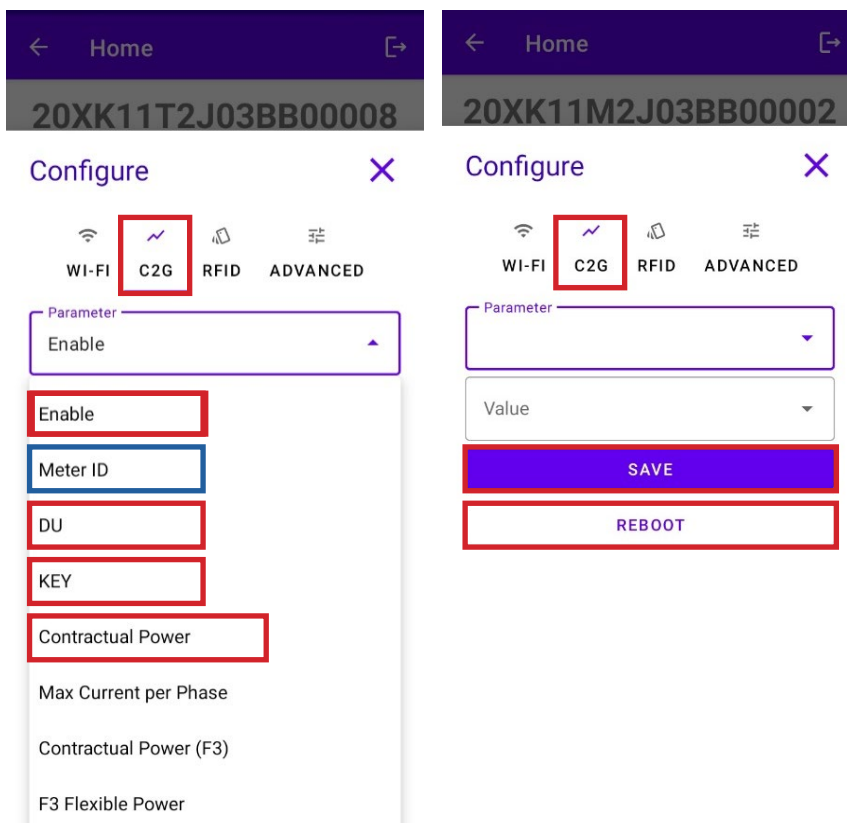 Home
20XK11T2J03BB00008
Configure
WI-FI C2G RFID ADVANCED
Parameter
Enable
Enable
Meter ID
DU
KEY
Contractual Power
Max Current per Phase
Contractual Power (F3)
F3 Flexible Power
Home
20XK11M2J03BB00002
Configure
WI-FI C2G RFID ADVANCED
Parameter
Value
SAVE
REBOOT